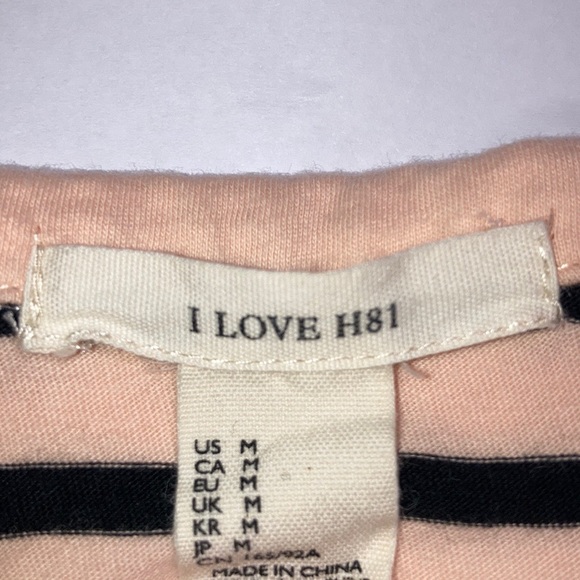 I LOVE H81
US M
CA M
EU M
UK M
KR M
JP M
CN 165/92A
MADE IN CHINA